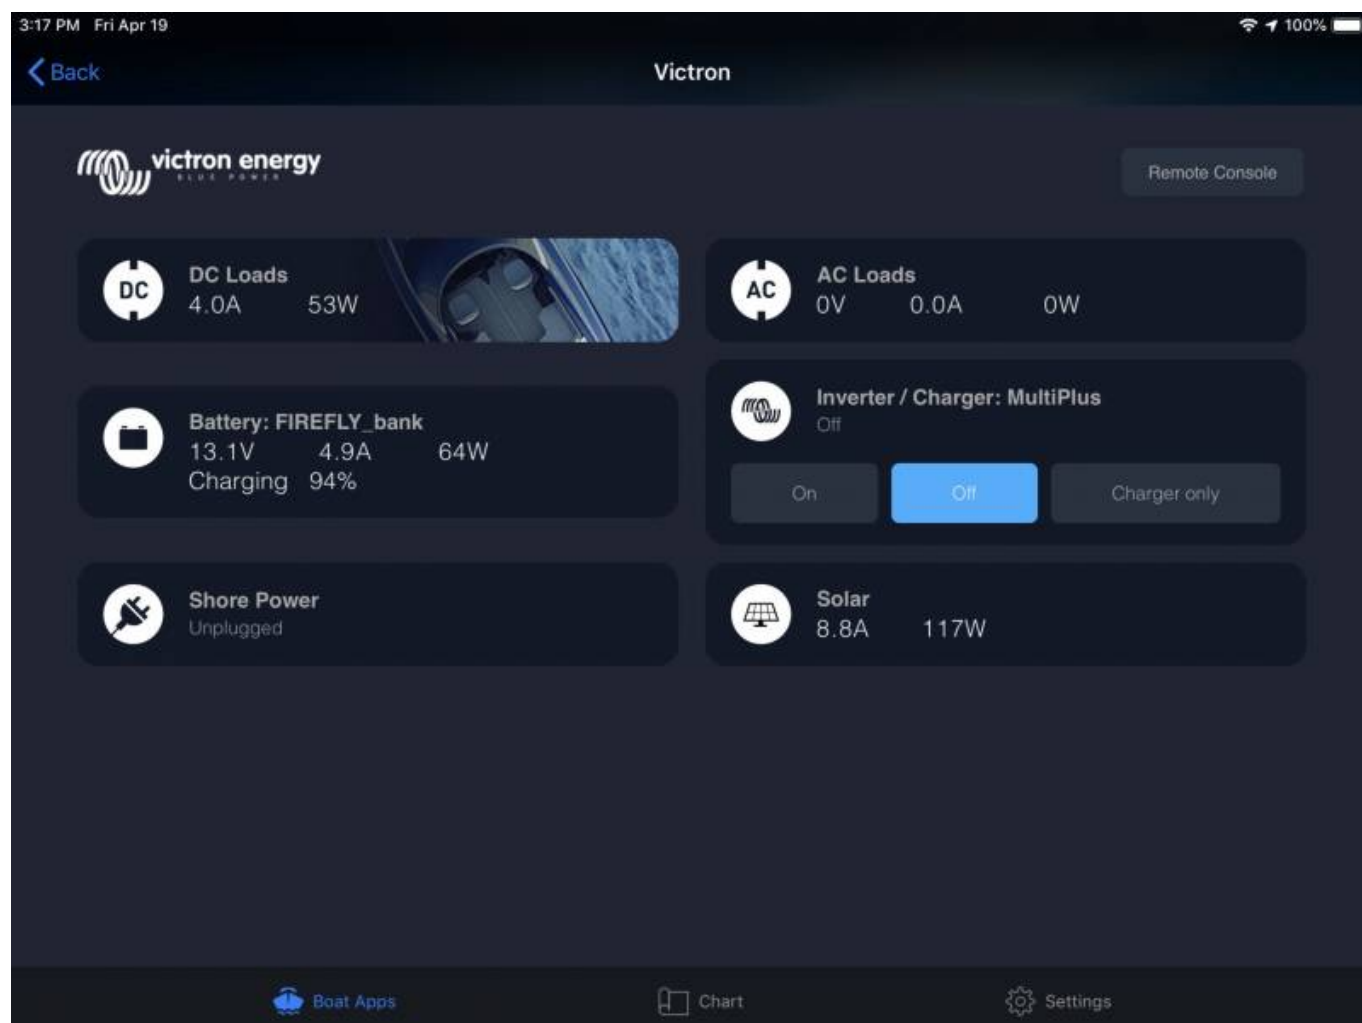 3:17 PM Fri Apr 19
100%
Back
Victron
victron energy
BLUE POWER
Remote Console
DC
DC Loads
4.0A 53W
AC
AC Loads
0V 0.0A 0W
Battery: FIREFLY_bank
13.1V 4.9A 64W
Charging 94%
Inverter / Charger: MultiPlus
Off
On Off Charger only
Shore Power
Unplugged
Solar
8.8A 117W
Boat Apps Chart Settings